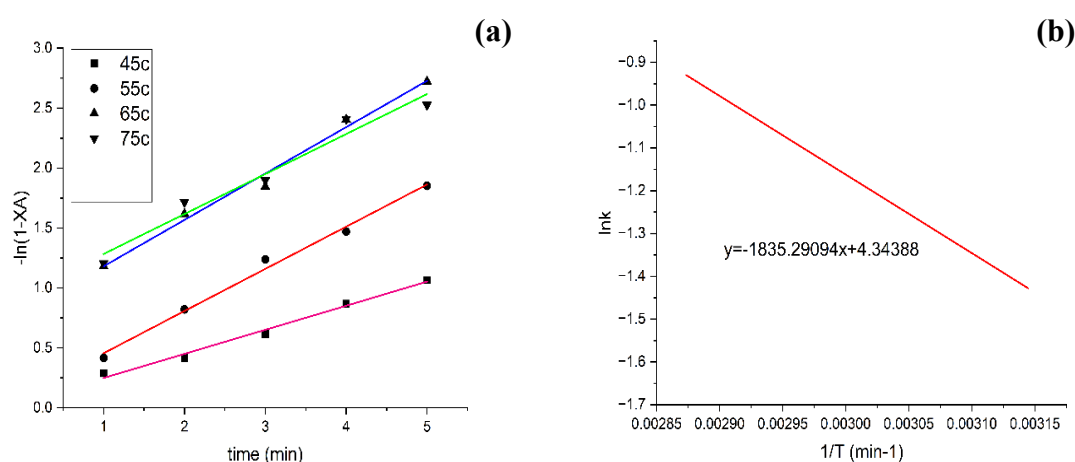 (a)
3.0
2.5
2.0
1.5
1.0
0.5
0.0
-ln(1-XA)
45c
55c
65c
75c
1 2 3 4 5
time (min)
(b)
−0.9
−1.0
−1.1
−1.2
−1.3
−1.4
−1.5
−1.6
−1.7
lnk
y=-1835.29094x+4.34388
0.00285 0.00290 0.00295 0.00300 0.00305 0.00310 0.00315
1/T (min-1)